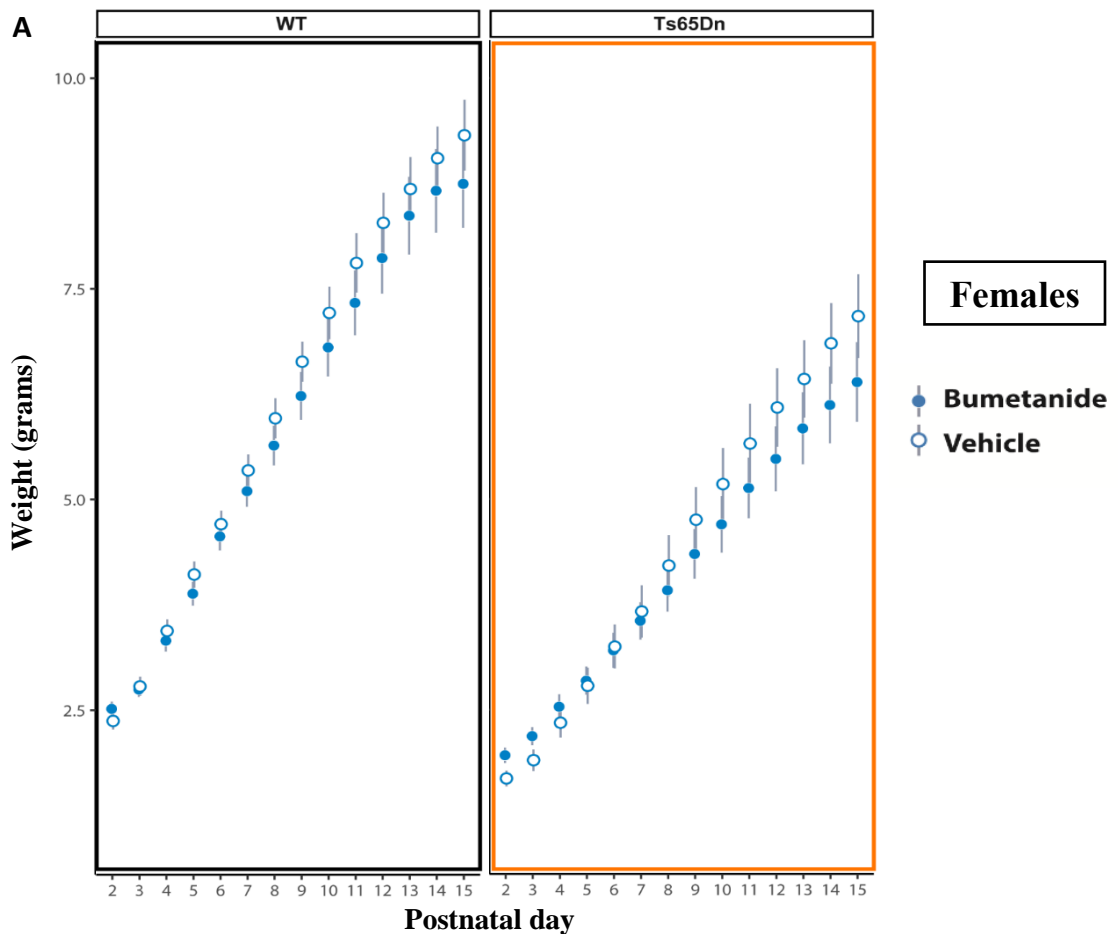 A
WT
Ts65Dn
10.0
7.5
5.0
2.5
Weight (grams)
2 3 4 5 6 7 8 9 10 11 12 13 14 15
2 3 4 5 6 7 8 9 10 11 12 13 14 15
Postnatal day
Females
Bumetanide
Vehicle